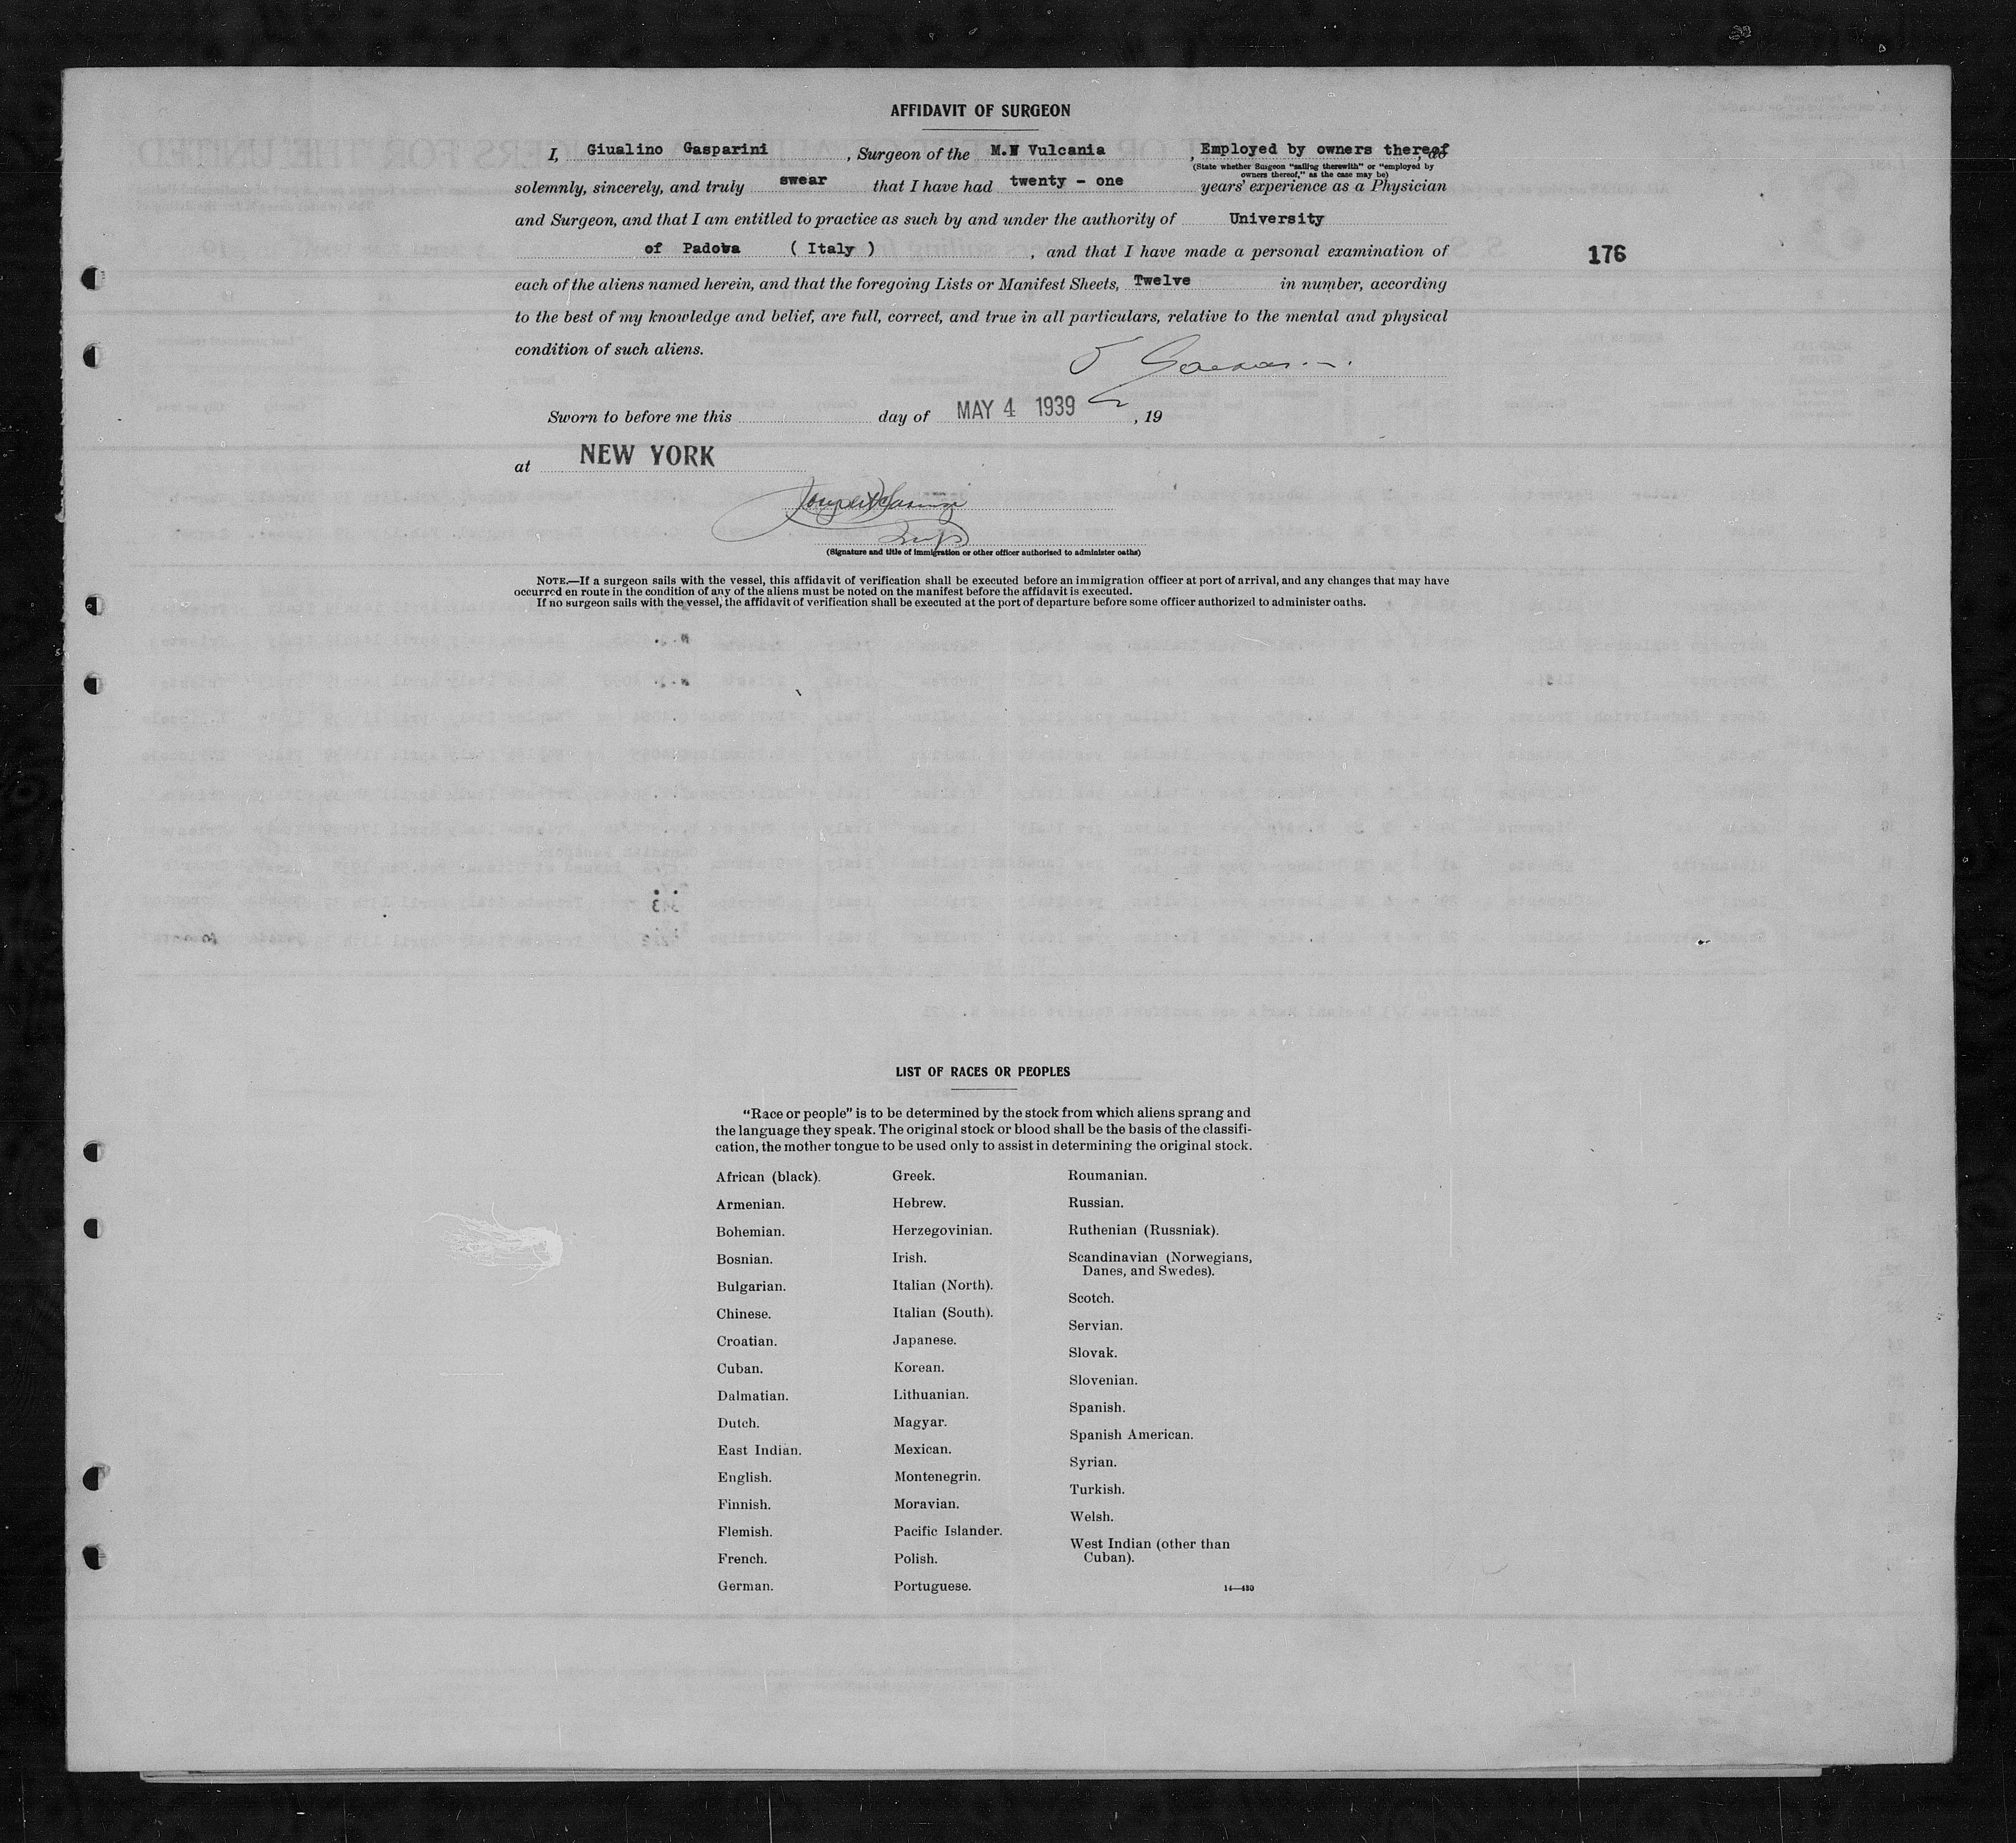 AFFIDAVIT OF SURGEON
I, Giualino Gasparini, Surgeon of the M.N Vulcania, Employed by owners thereof, do
(State whether Surgeon “sailing therewith” or “employed by
owners thereof,” as the case may be)
solemnly, sincerely, and truly swear that I have had twenty - one years' experience as a Physician
and Surgeon, and that I am entitled to practice as such by and under the authority of University
of Padova ( Italy ), and that I have made a personal examination of
176
each of the aliens named herein, and that the foregoing Lists or Manifest Sheets, Twelve in number, according
to the best of my knowledge and belief, are full, correct, and true in all particulars, relative to the mental and physical
condition of such aliens.
Sworn to before me this day of MAY 4 1939, 19
at NEW YORK
(Signature and title of immigration or other officer authorized to administer oaths)
NOTE.—If a surgeon sails with the vessel, this affidavit of verification shall be executed before an immigration officer at port of arrival, and any changes that may have
occurred en route in the condition of any of the aliens must be noted on the manifest before the affidavit is executed.
If no surgeon sails with the vessel, the affidavit of verification shall be executed at the port of departure before some officer authorized to administer oaths.
LIST OF RACES OR PEOPLES
“Race or people” is to be determined by the stock from which aliens sprang and
the language they speak. The original stock or blood shall be the basis of the classifi-
cation, the mother tongue to be used only to assist in determining the original stock.
African (black).
Armenian.
Bohemian.
Bosnian.
Bulgarian.
Chinese.
Croatian.
Cuban.
Dalmatian.
Dutch.
East Indian.
English.
Finnish.
Flemish.
French.
German.
Greek.
Hebrew.
Herzegovinian.
Irish.
Italian (North).
Italian (South).
Japanese.
Korean.
Lithuanian.
Magyar.
Mexican.
Montenegrin.
Moravian.
Pacific Islander.
Polish.
Portuguese.
Roumanian.
Russian.
Ruthenian (Russniak).
Scandinavian (Norwegians,
Danes, and Swedes).
Scotch.
Servian.
Slovak.
Slovenian.
Spanish.
Spanish American.
Syrian.
Turkish.
Welsh.
West Indian (other than
Cuban).
14—430